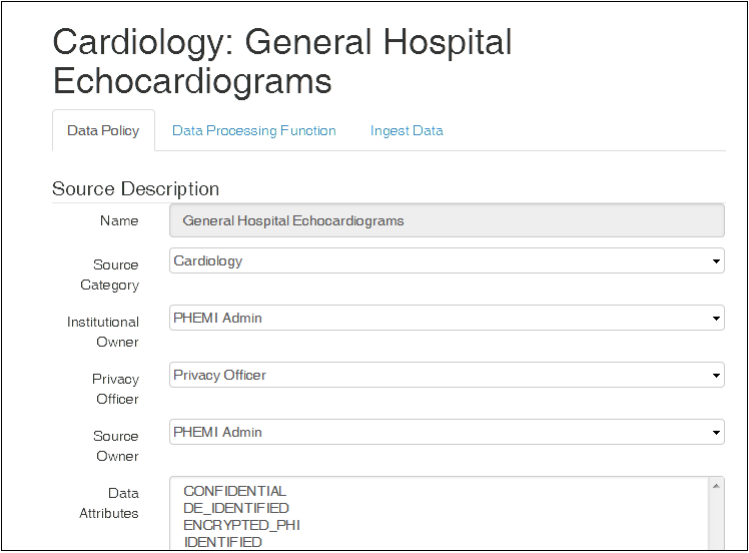 Cardiology: General Hospital
Echocardiograms
Data Policy Data Processing Function Ingest Data
Source Description
Name General Hospital Echocardiograms
Source
Category Cardiology
Institutional
Owner PHEMI Admin
Privacy
Officer Privacy Officer
Source
Owner PHEMI Admin
Data
Attributes CONFIDENTIAL
DE_IDENTIFIED
ENCRYPTED_PHI
IDENTIFIED